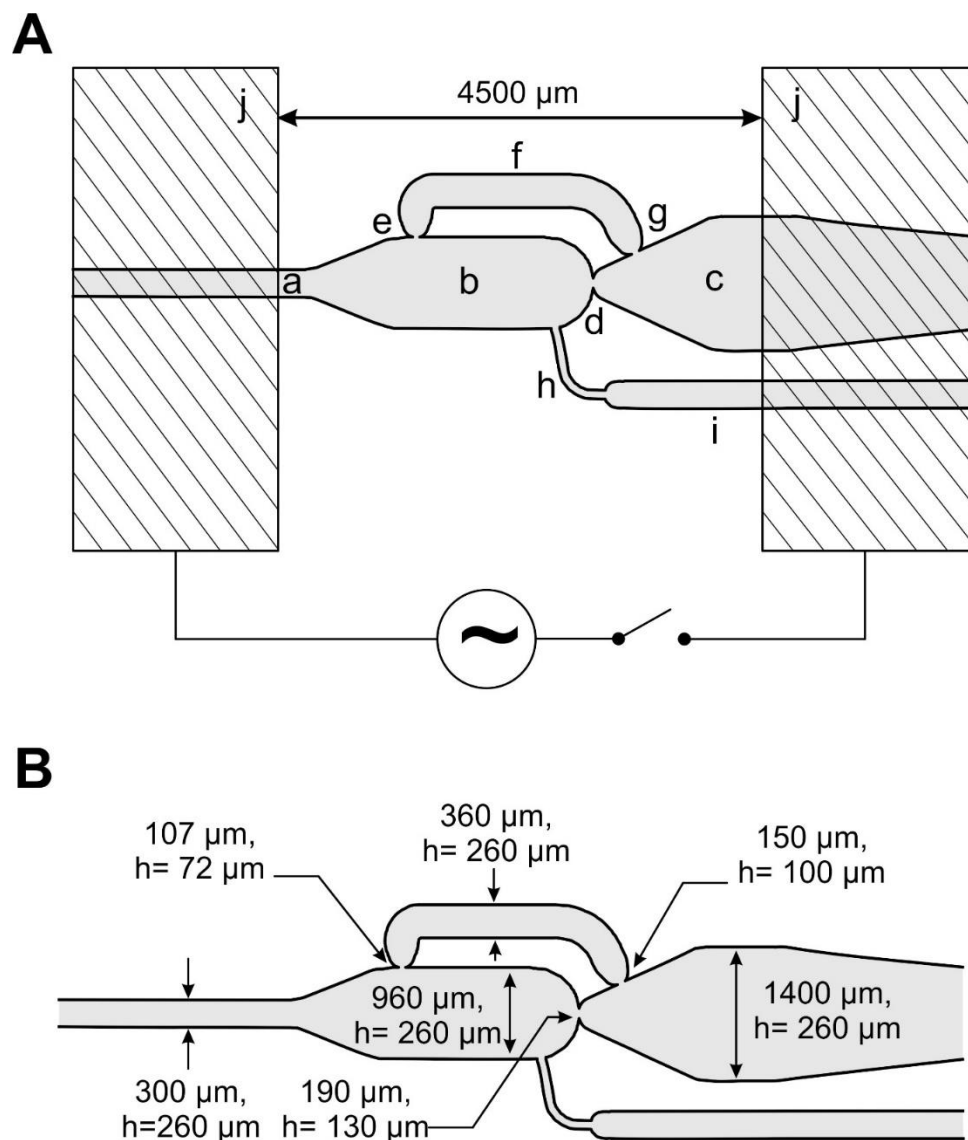 A
j
j
4500 µm
f
e
g
a
b
c
d
h
i
~
B
107 µm,
h= 72 µm
360 µm,
h= 260 µm
150 µm,
h= 100 µm
960 µm,
h= 260 µm
1400 µm,
h= 260 µm
300 µm,
h=260 µm
190 µm,
h= 130 µm